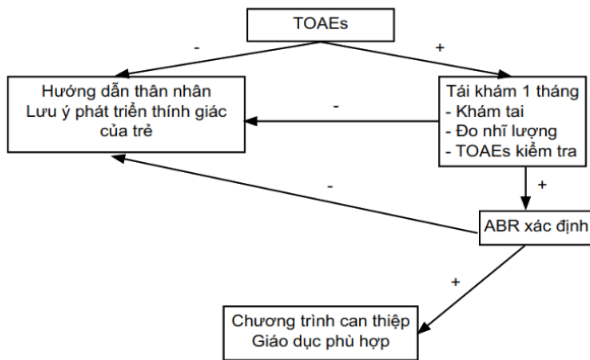 TOAEs
-
+
Hướng dẫn thân nhân
Lưu ý phát triển thính giác
của trẻ
-
Tái khám 1 tháng
- Khám tai
- Đo nhĩ lượng
- TOAEs kiểm tra
+
-
ABR xác định
+
Chương trình can thiệp
Giáo dục phù hợp